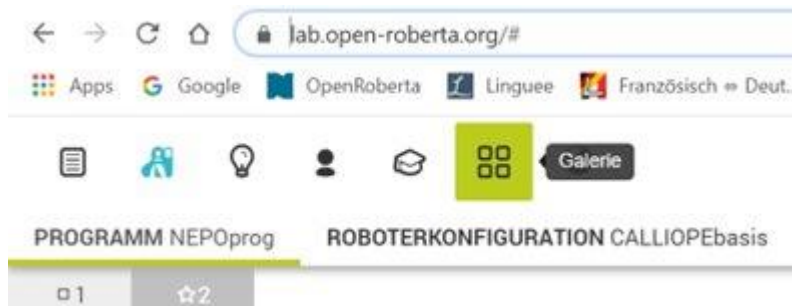 lab.open-roberta.org/#
Apps Google OpenRoberta Linguee Französisch ⇔ Deut...
Galerie
PROGRAMM NEPOprog ROBOTERKONFIGURATION CALLIOPEbasis
1 2